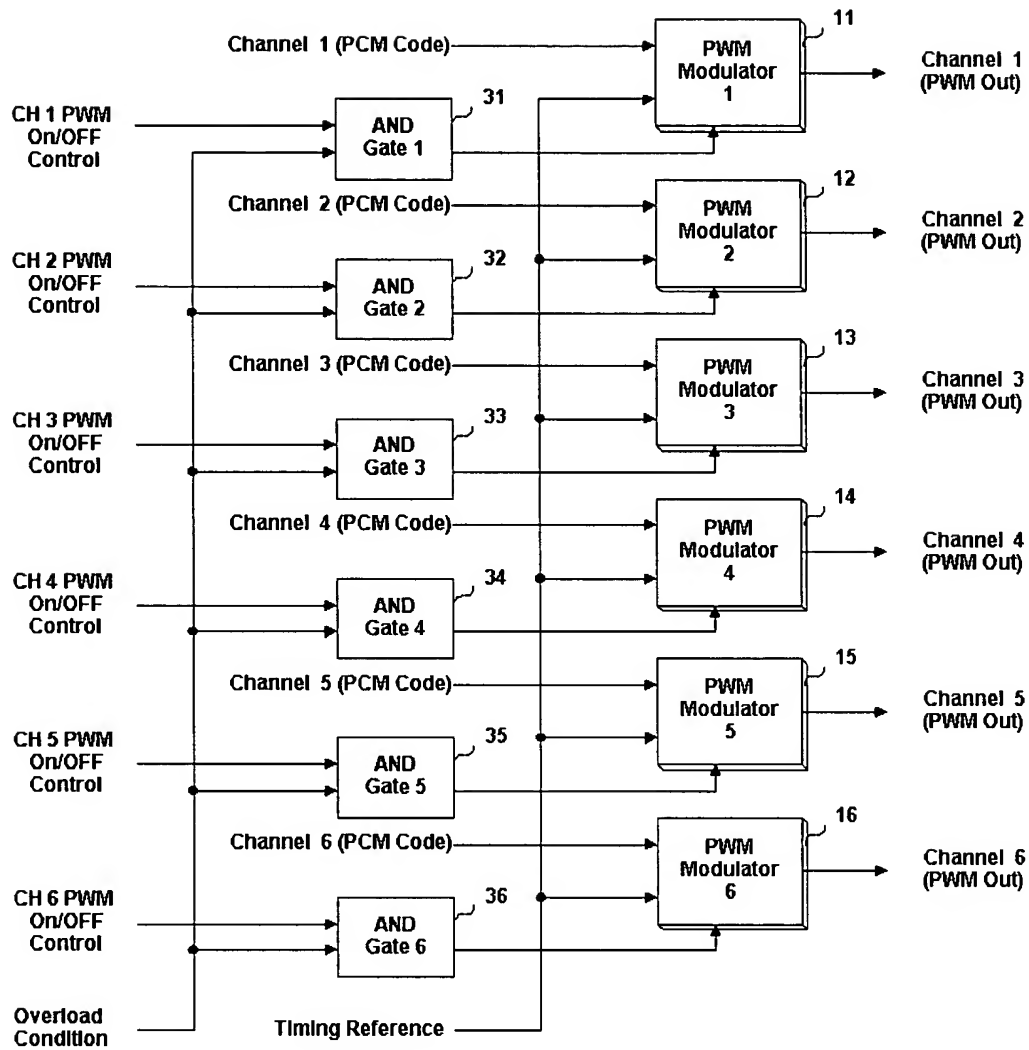 11
Channel 1 (PCM Code)
PWM
Modulator
1
Channel 1
(PWM Out)
31
CH 1 PWM
On/OFF
Control
AND
Gate 1
12
Channel 2 (PCM Code)
PWM
Modulator
2
Channel 2
(PWM Out)
32
CH 2 PWM
On/OFF
Control
AND
Gate 2
13
Channel 3 (PCM Code)
PWM
Modulator
3
Channel 3
(PWM Out)
33
CH 3 PWM
On/OFF
Control
AND
Gate 3
14
Channel 4 (PCM Code)
PWM
Modulator
4
Channel 4
(PWM Out)
34
CH 4 PWM
On/OFF
Control
AND
Gate 4
15
Channel 5 (PCM Code)
PWM
Modulator
5
Channel 5
(PWM Out)
35
CH 5 PWM
On/OFF
Control
AND
Gate 5
16
Channel 6 (PCM Code)
PWM
Modulator
6
Channel 6
(PWM Out)
36
CH 6 PWM
On/OFF
Control
AND
Gate 6
Overload
Condition
Timing Reference